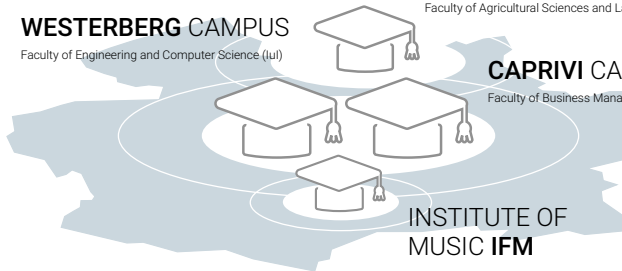 Faculty of Agricultural Sciences and
WESTERBERG CAMPUS
Faculty of Engineering and Computer Science (IuI)
CAPRIVI
Faculty of Business
INSTITUTE OF
MUSIC IFM